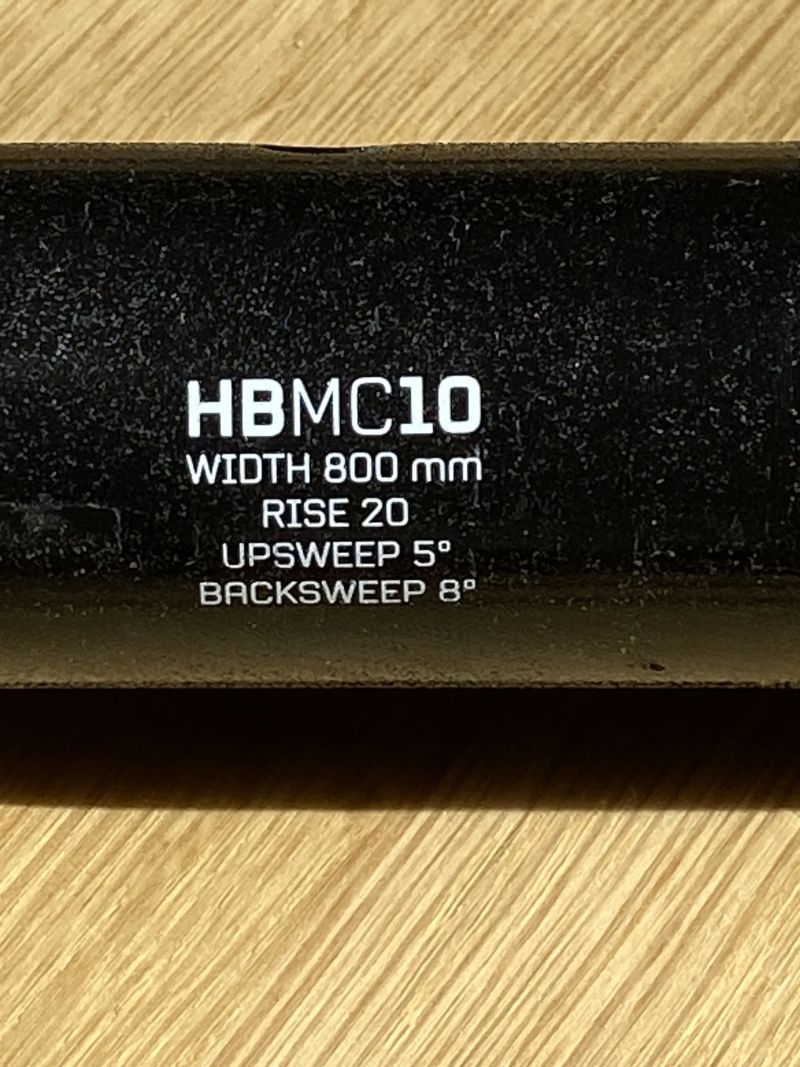 HBMC10
WIDTH 800 mm
RISE 20
UPSWEEP 5°
BACKSWEEP 8°